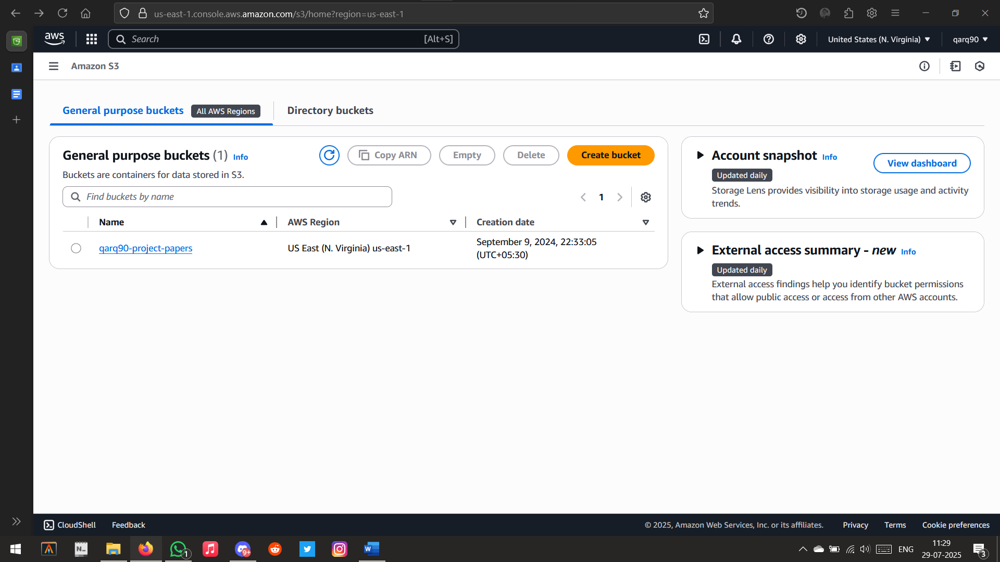 us-east-1.console.aws.amazon.com/s3/home?region=us-east-1
aws
Search [Alt+S]
United States (N. Virginia)
qarq90
Amazon S3
General purpose buckets All AWS Regions
Directory buckets
General purpose buckets (1) Info
Copy ARN
Empty
Delete
Create bucket
Buckets are containers for data stored in S3.
Find buckets by name
1
Name AWS Region Creation date
qarq90-project-papers US East (N. Virginia) us-east-1 September 9, 2024, 22:33:05
(UTC+05:30)
Account snapshot Info
View dashboard
Updated daily
Storage Lens provides visibility into storage usage and activity
trends.
External access summary - new Info
Updated daily
External access findings help you identify bucket permissions
that allow public access or access from other AWS accounts.
CloudShell Feedback
© 2025, Amazon Web Services, Inc. or its affiliates. Privacy Terms Cookie preferences
N_
1
9+
W
ENG
11:29
29-07-2025
3